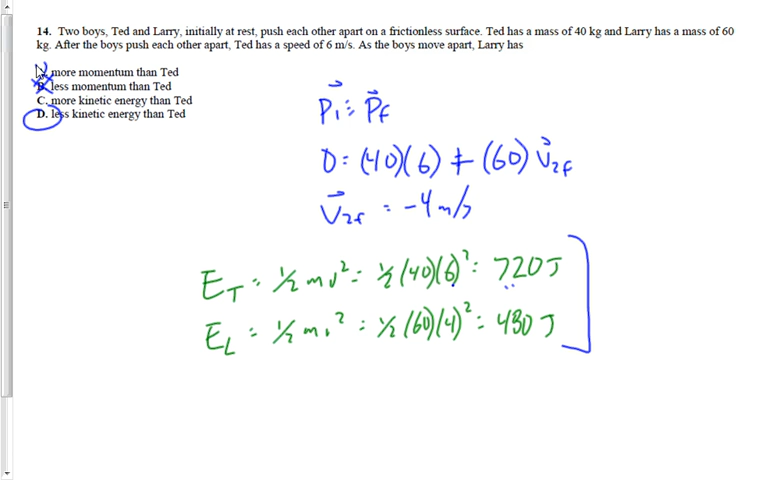 14. Two boys, Ted and Larry, initially at rest, push each other apart on a frictionless surface. Ted has a mass of 40 kg and Larry has a mass of 60
kg. After the boys push each other apart, Ted has a speed of 6 m/s. As the boys move apart, Larry has
A. more momentum than Ted
B. less momentum than Ted
C. more kinetic energy than Ted
D. less kinetic energy than Ted
P⃗i = P⃗f
0 = (40)(6) + (60) V⃗2f
V⃗2f = -4 m/s
ET = ½ mv² = ½ (40)(6)² = 720 J
EL = ½ mv² = ½ (60)(4)² = 480 J